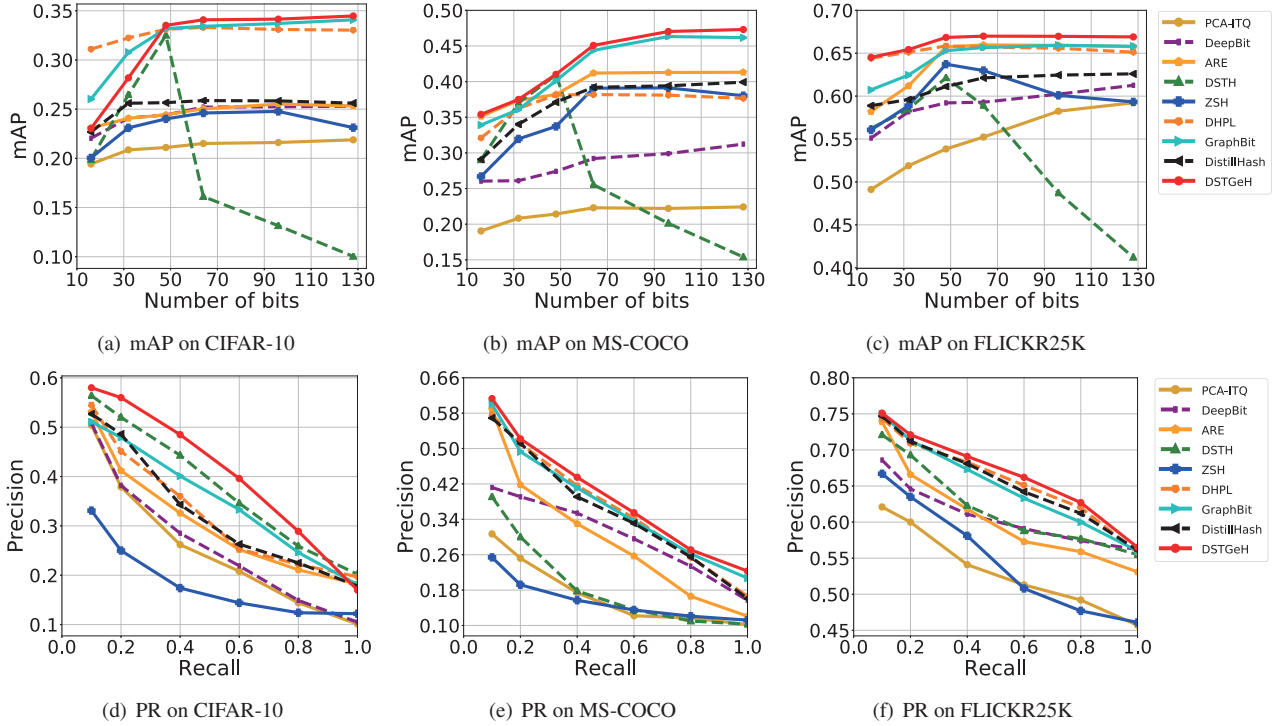 0.35
0.30
0.25
0.20
0.15
0.10
mAP
10 30 50 70 90 110 130
Number of bits
(a) mAP on CIFAR-10
0.50
0.45
0.40
0.35
0.30
0.25
0.20
0.15
mAP
10 30 50 70 90 110 130
Number of bits
(b) mAP on MS-COCO
0.70
0.65
0.60
0.55
0.50
0.45
0.40
mAP
10 30 50 70 90 110 130
Number of bits
(c) mAP on FLICKR25K
PCA-ITQ
DeepBit
ARE
DSTH
ZSH
DHPL
GraphBit
DistillHash
DSTGeH
0.6
0.5
0.4
0.3
0.2
0.1
Precision
0.0 0.2 0.4 0.6 0.8 1.0
Recall
(d) PR on CIFAR-10
0.66
0.58
0.50
0.42
0.34
0.26
0.18
0.10
Precision
0.0 0.2 0.4 0.6 0.8 1.0
Recall
(e) PR on MS-COCO
0.80
0.75
0.70
0.65
0.60
0.55
0.50
0.45
Precision
0.0 0.2 0.4 0.6 0.8 1.0
Recall
(f) PR on FLICKR25K
PCA-ITQ
DeepBit
ARE
DSTH
ZSH
DHPL
GraphBit
DistillHash
DSTGeH